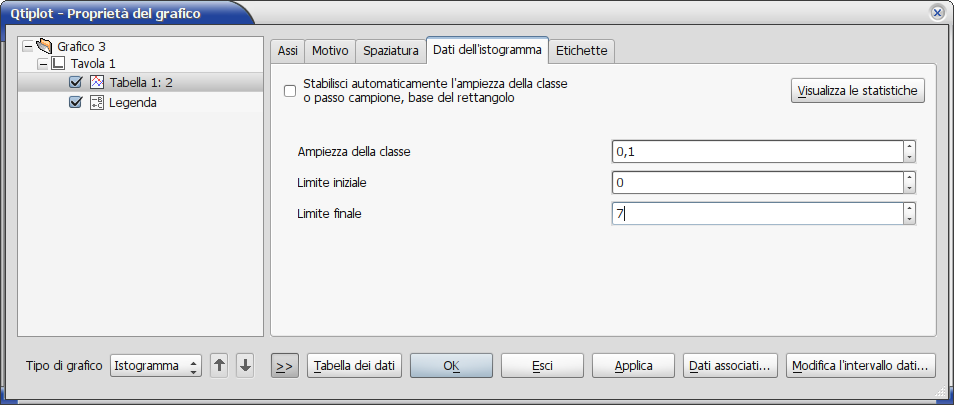 Qtiplot - Proprietà del grafico
Grafico 3
Tavola 1
Tabella 1: 2
Legenda
Assi
Motivo
Spaziatura
Dati dell'istogramma
Etichette
Stabilisci automaticamente l'ampiezza della classe
o passo campione, base del rettangolo
Visualizza le statistiche
Ampiezza della classe
0,1
Limite iniziale
0
Limite finale
7
Tipo di grafico
Istogramma
>>
Tabella dei dati
OK
Esci
Applica
Dati associati...
Modifica l'intervallo dati...